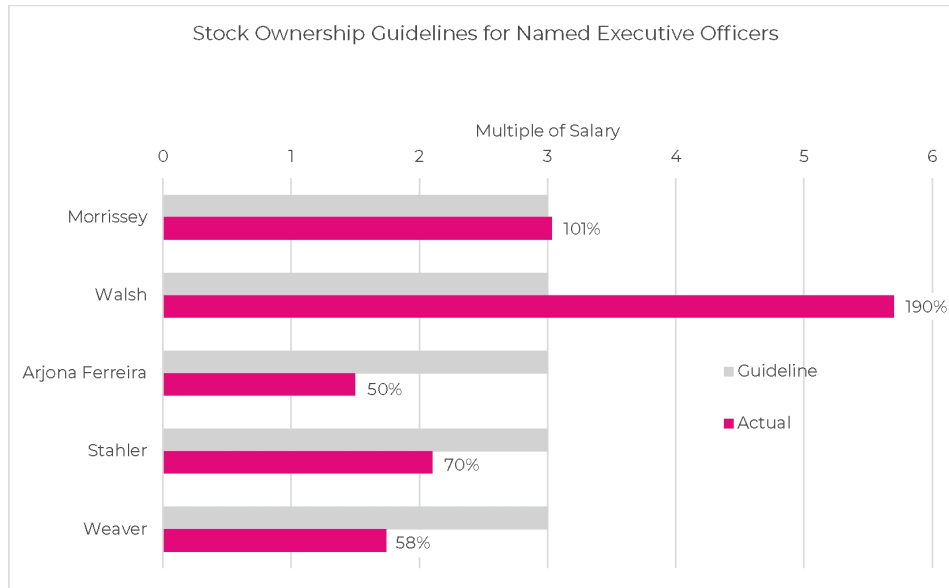 Stock Ownership Guidelines for Named Executive Officers
Multiple of Salary
0 1 2 3 4 5 6
Morrissey 101%
Walsh 190%
Arjona Ferreira 50%
Guideline
Actual
Stahler 70%
Weaver 58%